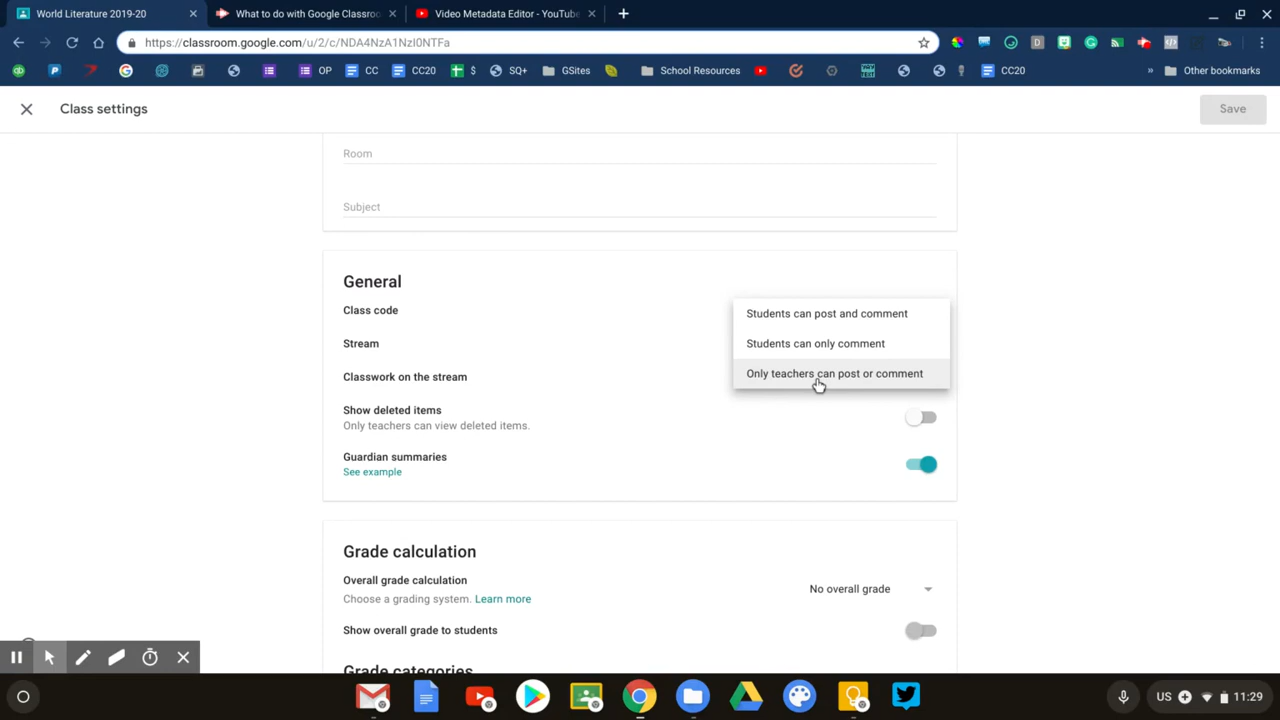 World Literature 2019-20
What to do with Google Classroo
Video Metadata Editor - YouTube
https://classroom.google.com/u/2/c/NDA4NzA1NzI0NTFa
OP
CC
CC20
$
SQ+
GSites
School Resources
CC20
»
Other bookmarks
Class settings
Save
Room
Subject
General
Class code
Students can post and comment
Stream
Students can only comment
Classwork on the stream
Only teachers can post or comment
Show deleted items
Only teachers can view deleted items.
Guardian summaries
See example
Grade calculation
Overall grade calculation
No overall grade
Choose a grading system. Learn more
Show overall grade to students
Grade categories
US
11:29